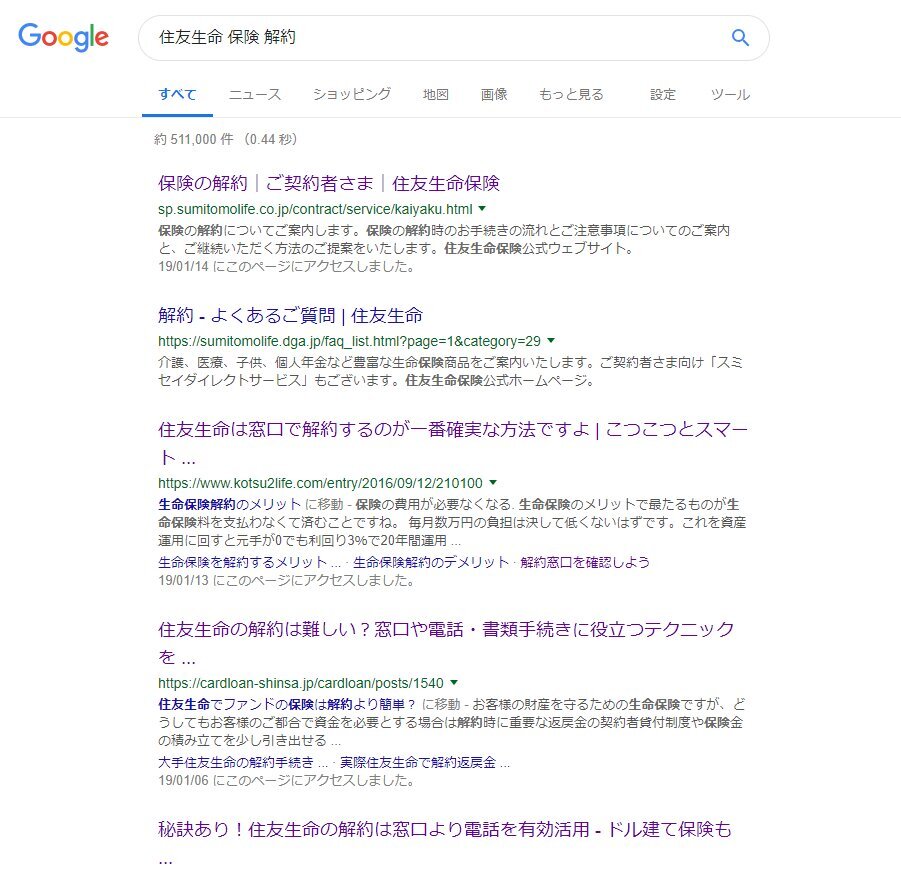 Google
住友生命 保険 解約
すべて ニュース ショッピング 地図 画像 もっと見る 設定 ツール
約 511,000 件 （0.44 秒）
保険の解約｜ご契約者さま｜住友生命保険
sp.sumitomolife.co.jp/contract/service/kaiyaku.html
保険の解約についてご案内します。保険の解約時のお手続きの流れとご注意事項についてのご案内
と、ご継続いただく方法のご提案をいたします。住友生命保険公式ウェブサイト。
19/01/14 にこのページにアクセスしました。
解約 - よくあるご質問 | 住友生命
https://sumitomolife.dga.jp/faq_list.html?page=1&category=29
介護、医療、子供、個人年金など豊富な生命保険商品をご案内いたします。ご契約者さま向け「スミ
セイダイレクトサービス」もございます。住友生命保険公式ホームページ。
住友生命は窓口で解約するのが一番確実な方法ですよ | こつこつとスマー
ト ...
https://www.kotsu2life.com/entry/2016/09/12/210100
生命保険解約のメリット に移動 - 保険の費用が必要なくなる. 生命保険のメリットで最たるものが生
命保険料を支払わなくて済むことですね。 毎月数万円の負担は決して低くないはずです。これを資産
運用に回すと元手が0でも利回り3%で20年間運用 ...
生命保険を解約するメリット ... · 生命保険解約のデメリット · 解約窓口を確認しよう
19/01/13 にこのページにアクセスしました。
住友生命の解約は難しい？窓口や電話・書類手続きに役立つテクニック
を ...
https://cardloan-shinsa.jp/cardloan/posts/1540
住友生命でファンドの保険は解約より簡単？ に移動 - お客様の財産を守るための生命保険ですが、ど
うしてもお客様のご都合で資金を必要とする場合は解約時に重要な返戻金の契約者貸付制度や保険金
の積み立てを少し引き出せる ...
大手住友生命の解約手続き ... · 実際住友生命で解約返戻金 ...
19/01/06 にこのページにアクセスしました。
秘訣あり！住友生命の解約は窓口より電話を有効活用 - ドル建て保険も
...